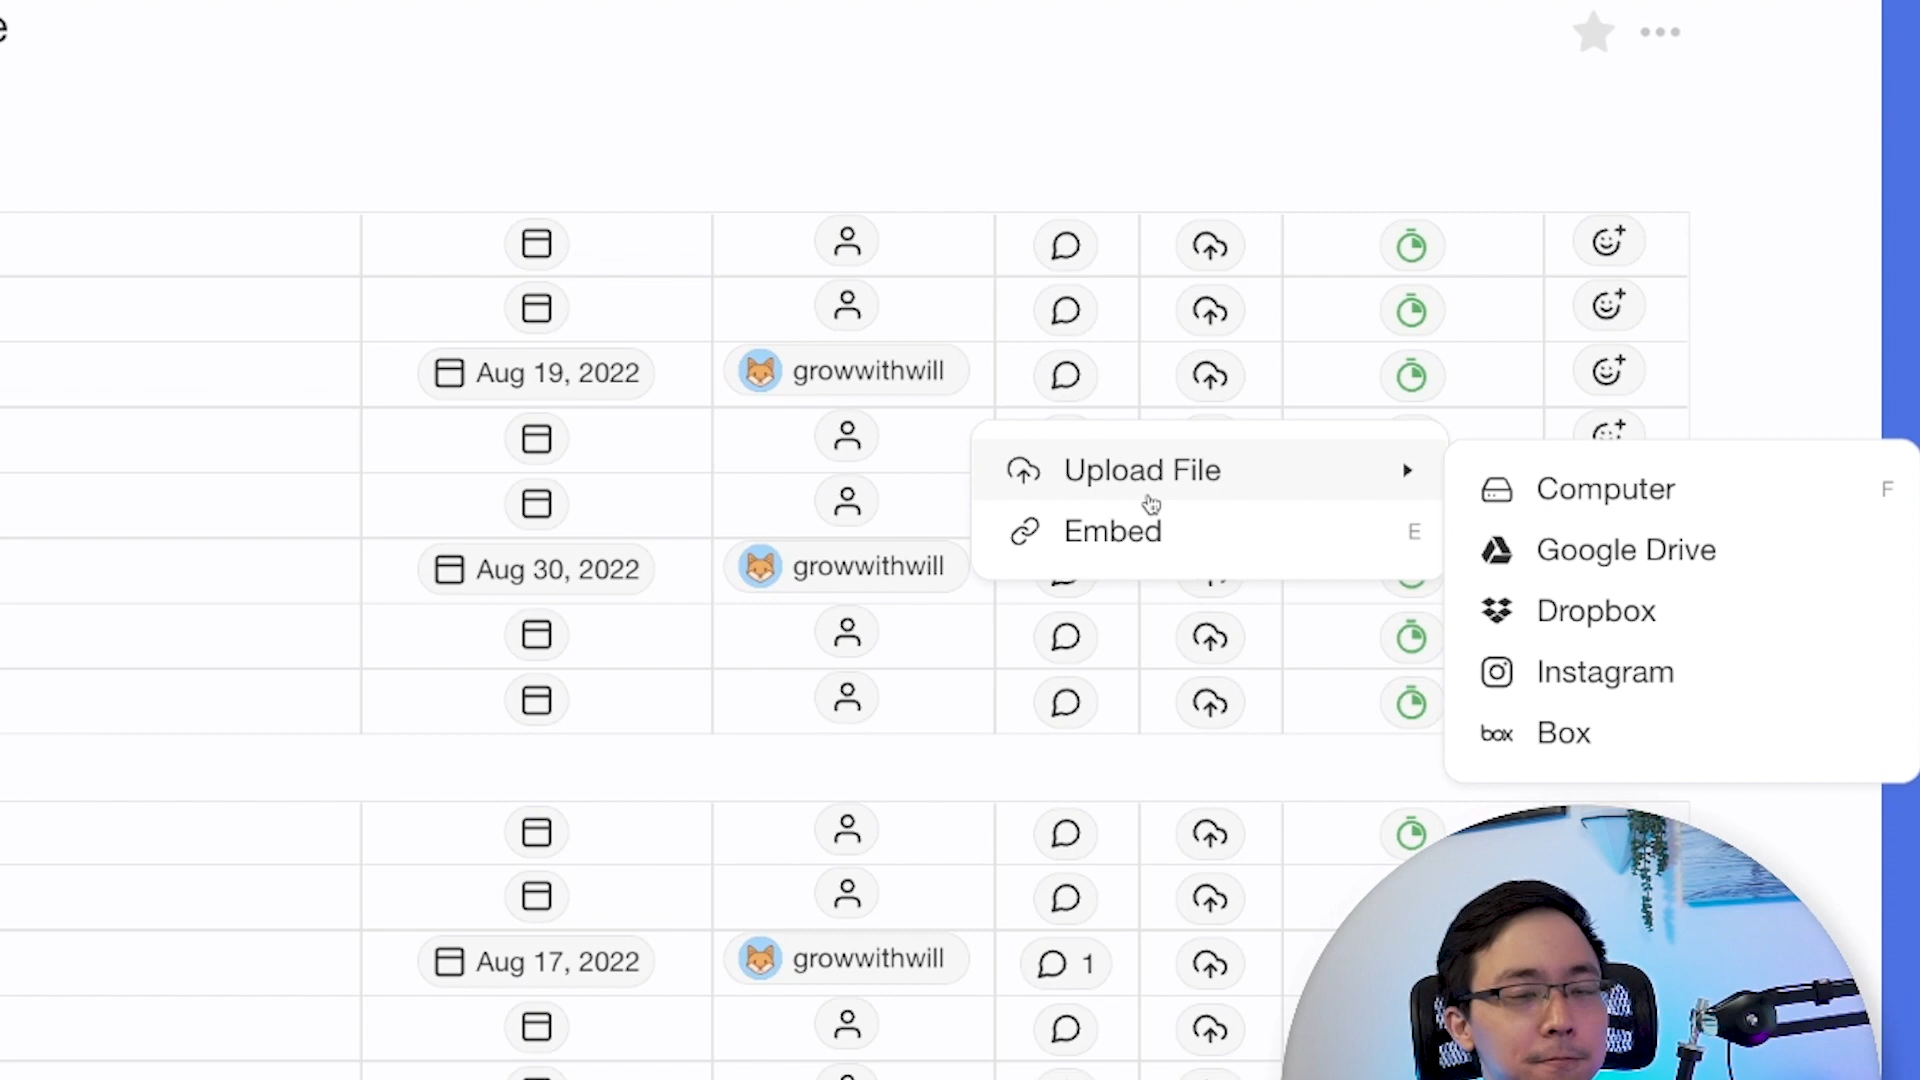 e
Aug 19, 2022
growwithwill
Upload File
Embed E
Computer F
Google Drive
Dropbox
Instagram
box Box
Aug 30, 2022
growwithwill
Aug 17, 2022
growwithwill
1